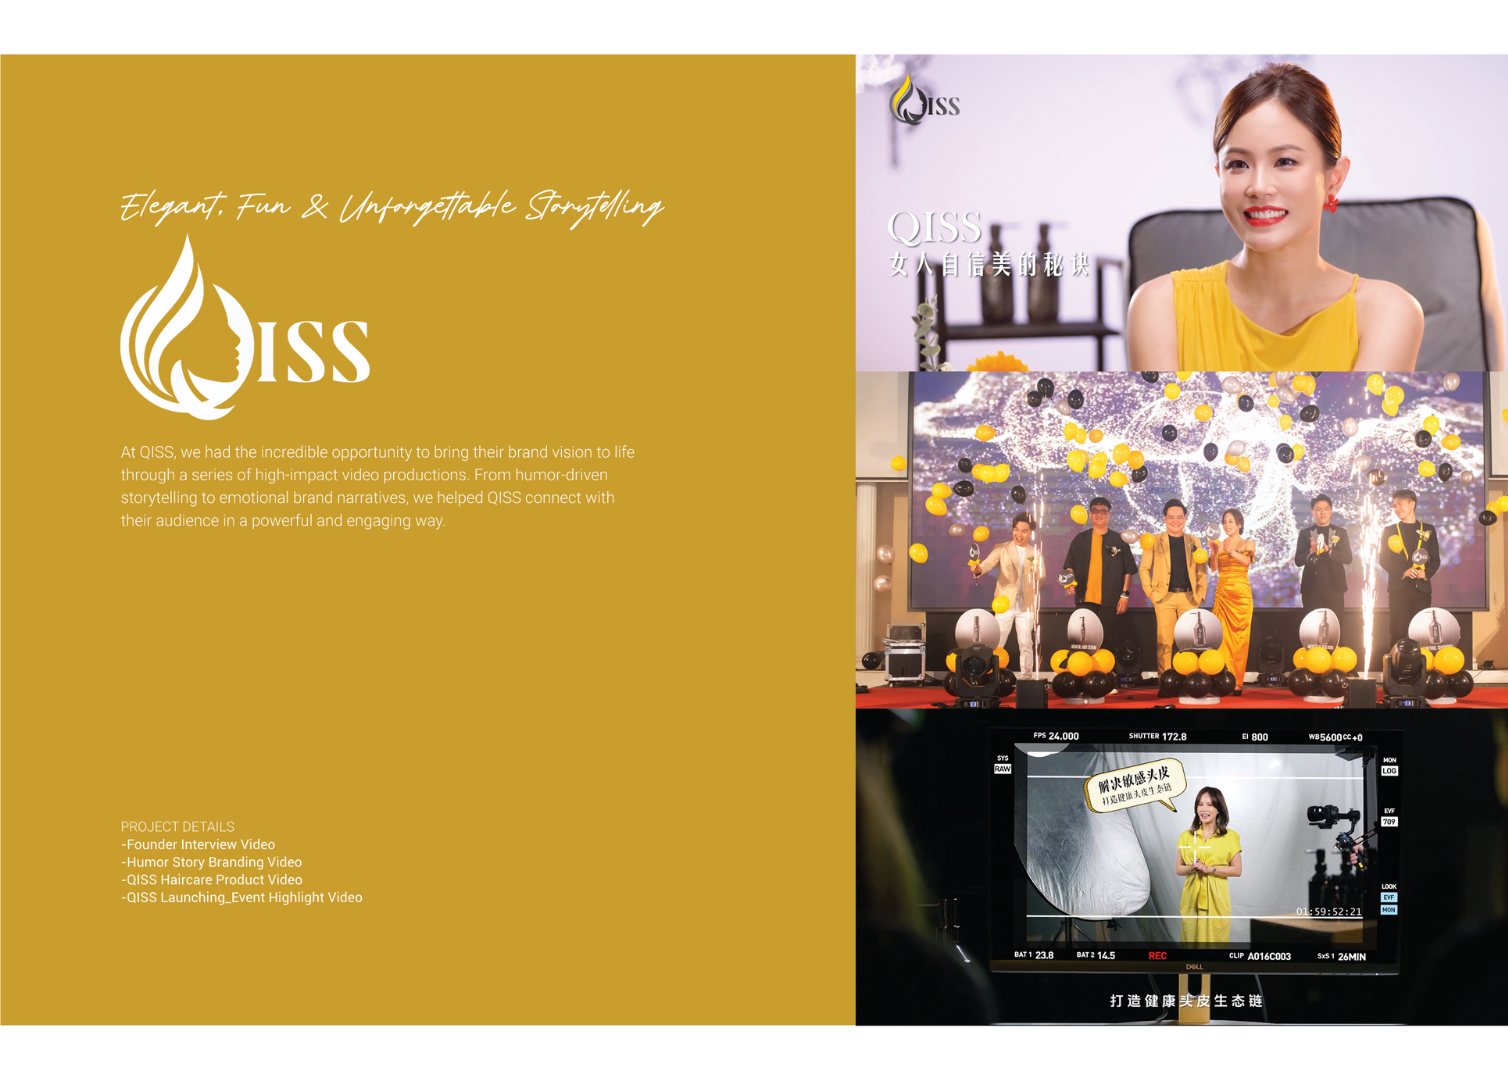 Elegant, Fun & Unforgettable Storytelling
QISS
At QISS, we had the incredible opportunity to bring their brand vision to life
through a series of high-impact video productions. From humor-driven
storytelling to emotional brand narratives, we helped QISS connect with
their audience in a powerful and engaging way.
PROJECT DETAILS
-Founder Interview Video
-Humor Story Branding Video
-QISS Haircare Product Video
-QISS Launching_Event Highlight Video
QISS
QISS
女人自信美的秘诀
FPS 24.000
SHUTTER 172.8
EI 800
WB 5600 CC +0
SYS
RAW
MON
LOG
解决敏感头皮
打造健康头皮生态链
EVF
709
LOOK
EVF
MON
01:59:52:21
BAT 1 23.8
BAT 2 14.5
REC
CLIP A016C003
SxS 1 26MIN
DELL
打造健康头皮生态链